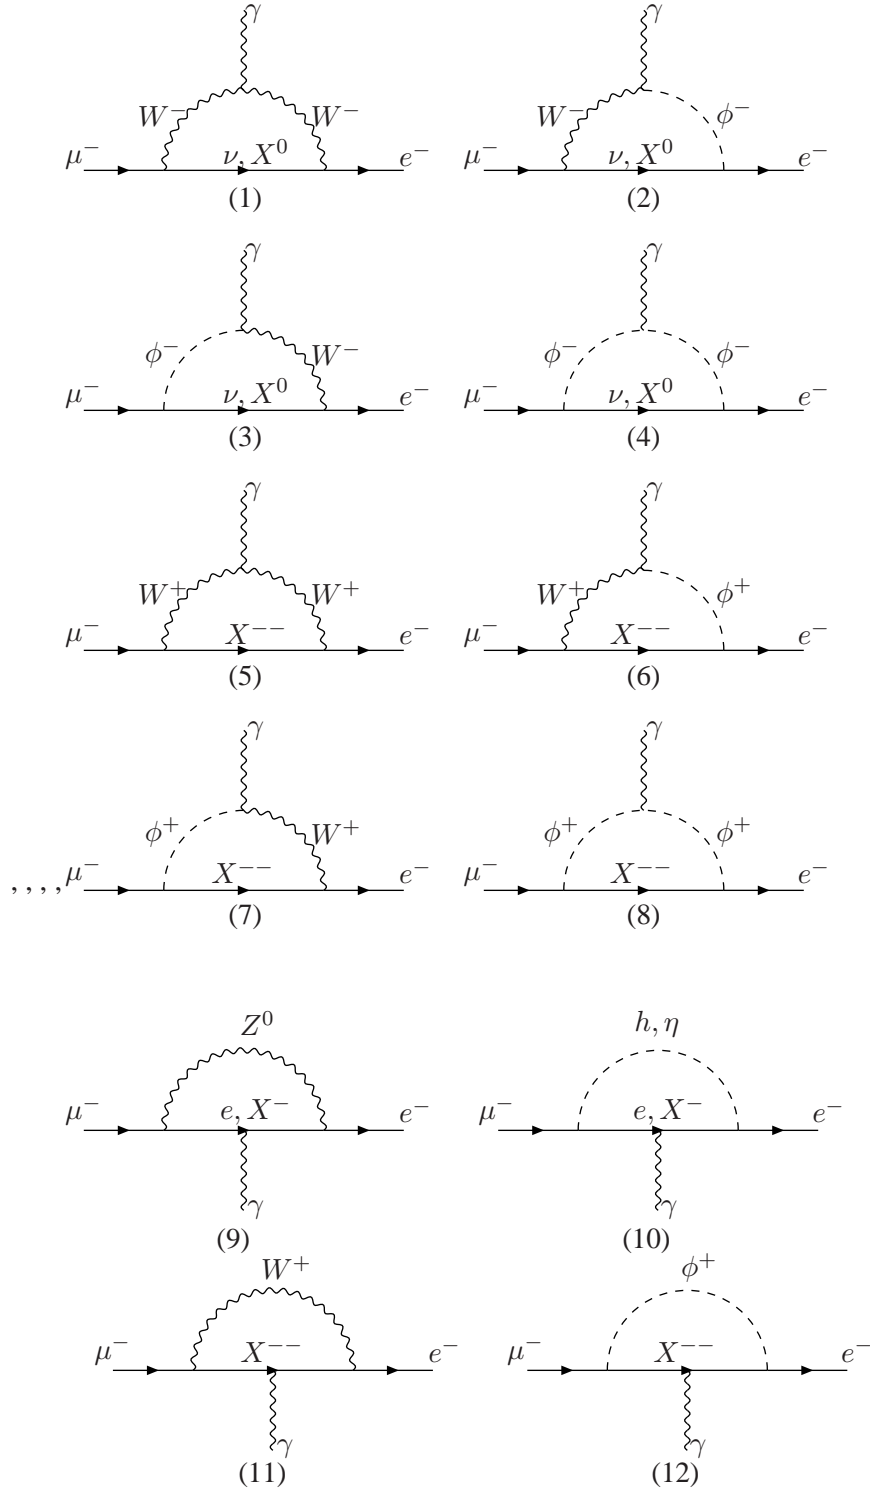 γ γ
W⁻ W⁻ W⁻ ϕ⁻
μ⁻ ν, X⁰ e⁻ μ⁻ ν, X⁰ e⁻
(1) (2)
γ γ
ϕ⁻ W⁻ ϕ⁻ ϕ⁻
μ⁻ ν, X⁰ e⁻ μ⁻ ν, X⁰ e⁻
(3) (4)
γ γ
W⁺ W⁺ W⁺ ϕ⁺
μ⁻ X⁻⁻ e⁻ μ⁻ X⁻⁻ e⁻
(5) (6)
γ γ
ϕ⁺ W⁺ ϕ⁺ ϕ⁺
, , , , μ⁻ X⁻⁻ e⁻ μ⁻ X⁻⁻ e⁻
(7) (8)
Z⁰ h, η
μ⁻ e, X⁻ e⁻ μ⁻ e, X⁻ e⁻
γ γ
(9) (10)
W⁺ ϕ⁺
μ⁻ X⁻⁻ e⁻ μ⁻ X⁻⁻ e⁻
γ γ
(11) (12)